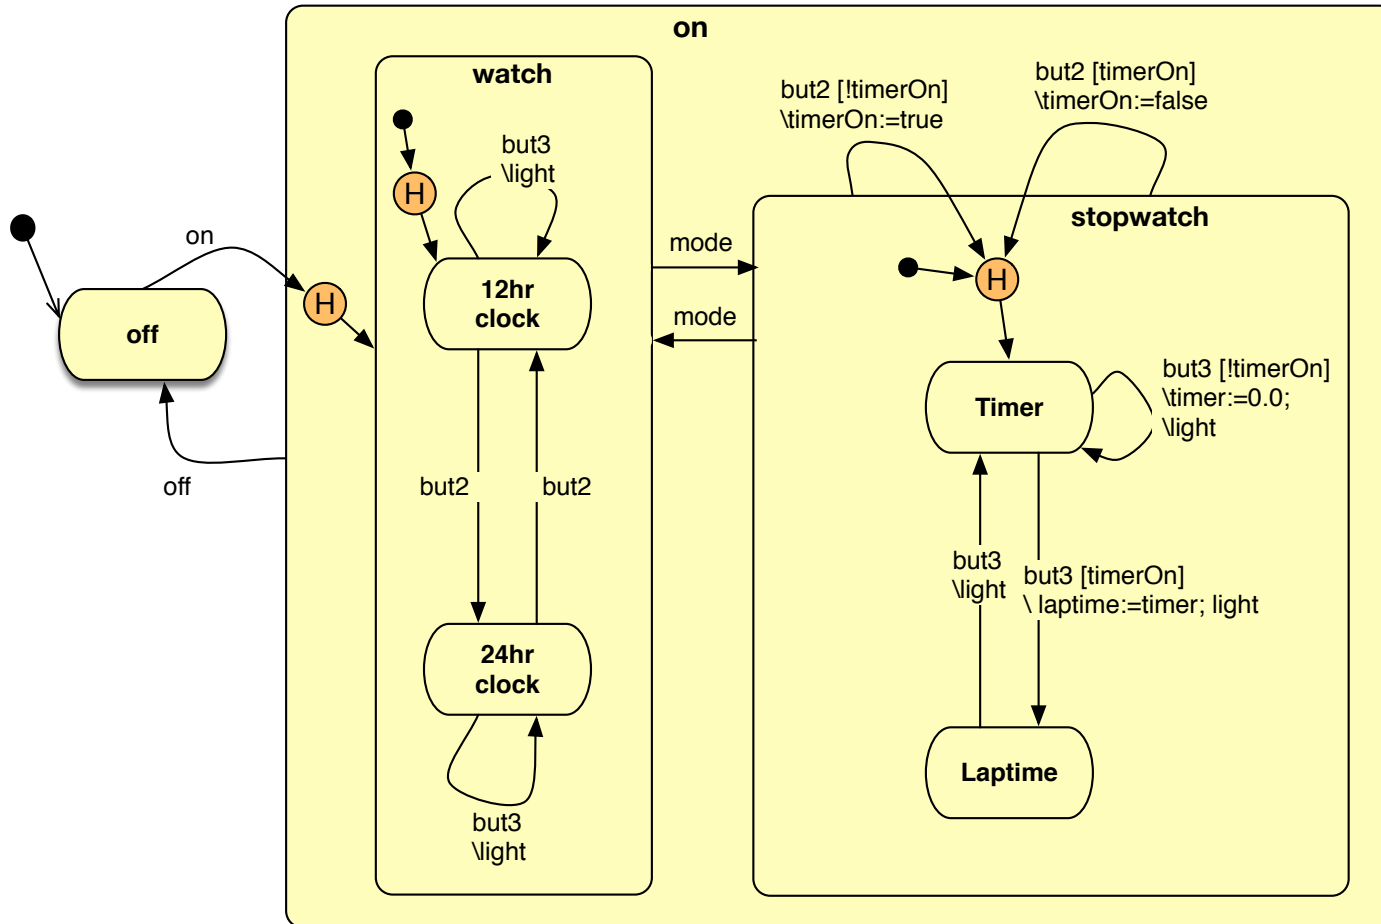 on
watch
but3
\light
H
12hr
clock
but2
but2
24hr
clock
but3
\light
on
off
H
off
mode
mode
but2 [!timerOn]
\timerOn:=true
but2 [timerOn]
\timerOn:=false
stopwatch
H
Timer
but3 [!timerOn]
\timer:=0.0;
\light
but3
\light
but3 [timerOn]
\ laptime:=timer; light
Laptime